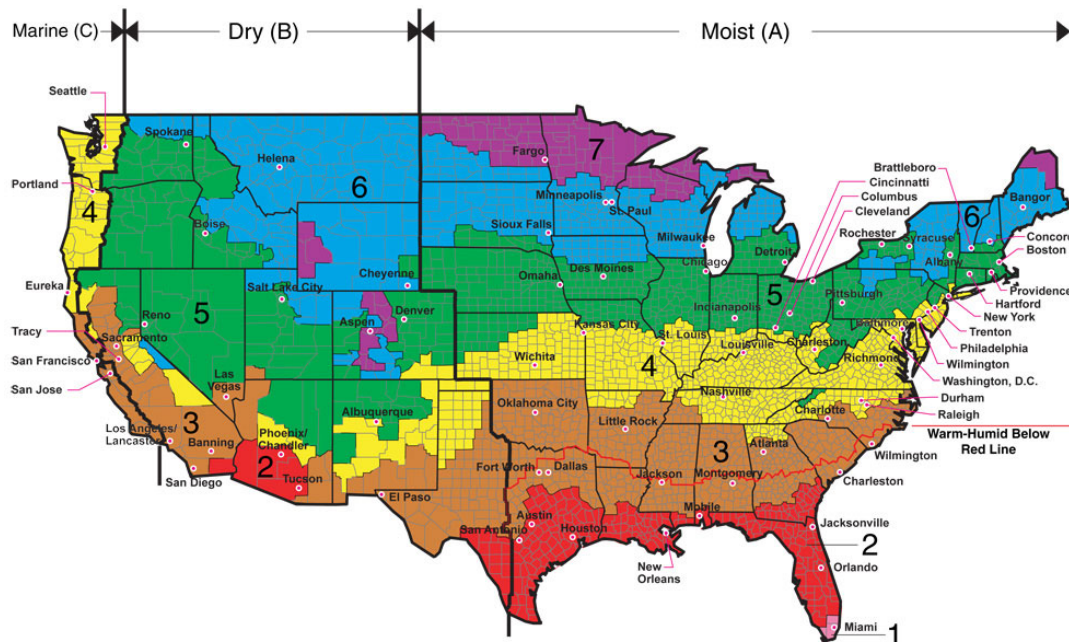 Marine (C)
Dry (B)
Moist (A)
Seattle
Spokane
Helena
Fargo
7
Brattleboro
Cincinnatti
Columbus
Cleveland
Portland
4
6
Minneapolis
St. Paul
6
Bangor
Boise
Sioux Falls
Milwaukee
Rochester
Syracuse
Concord
Boston
Albany
Detroit
Chicago
Cheyenne
Omaha
Des Moines
Eureka
Salt Lake City
5
Providence
Hartford
Reno
5
Denver
Aspen
Indianapolis
Pittsburgh
New York
Tracy
Sacramento
Kansas City
St. Louis
Baltimore
Trenton
Philadelphia
San Francisco
4
Louisville
Charleston
Wilmington
Wichita
Richmond
Washington, D.C.
San Jose
Las
Vegas
Nashville
Durham
Raleigh
Albuquerque
Oklahoma City
Charlotte
3
Little Rock
Los Angeles/
Lancaster
Banning
Phoenix/
Chandler
2
Atlanta
3
Warm-Humid Below
Red Line
Wilmington
Fort Worth
Dallas
Jackson
Montgomery
San Diego
Tucson
El Paso
Charleston
Mobile
Austin
San Antonio
Houston
Jacksonville
2
New
Orleans
Orlando
Miami
1